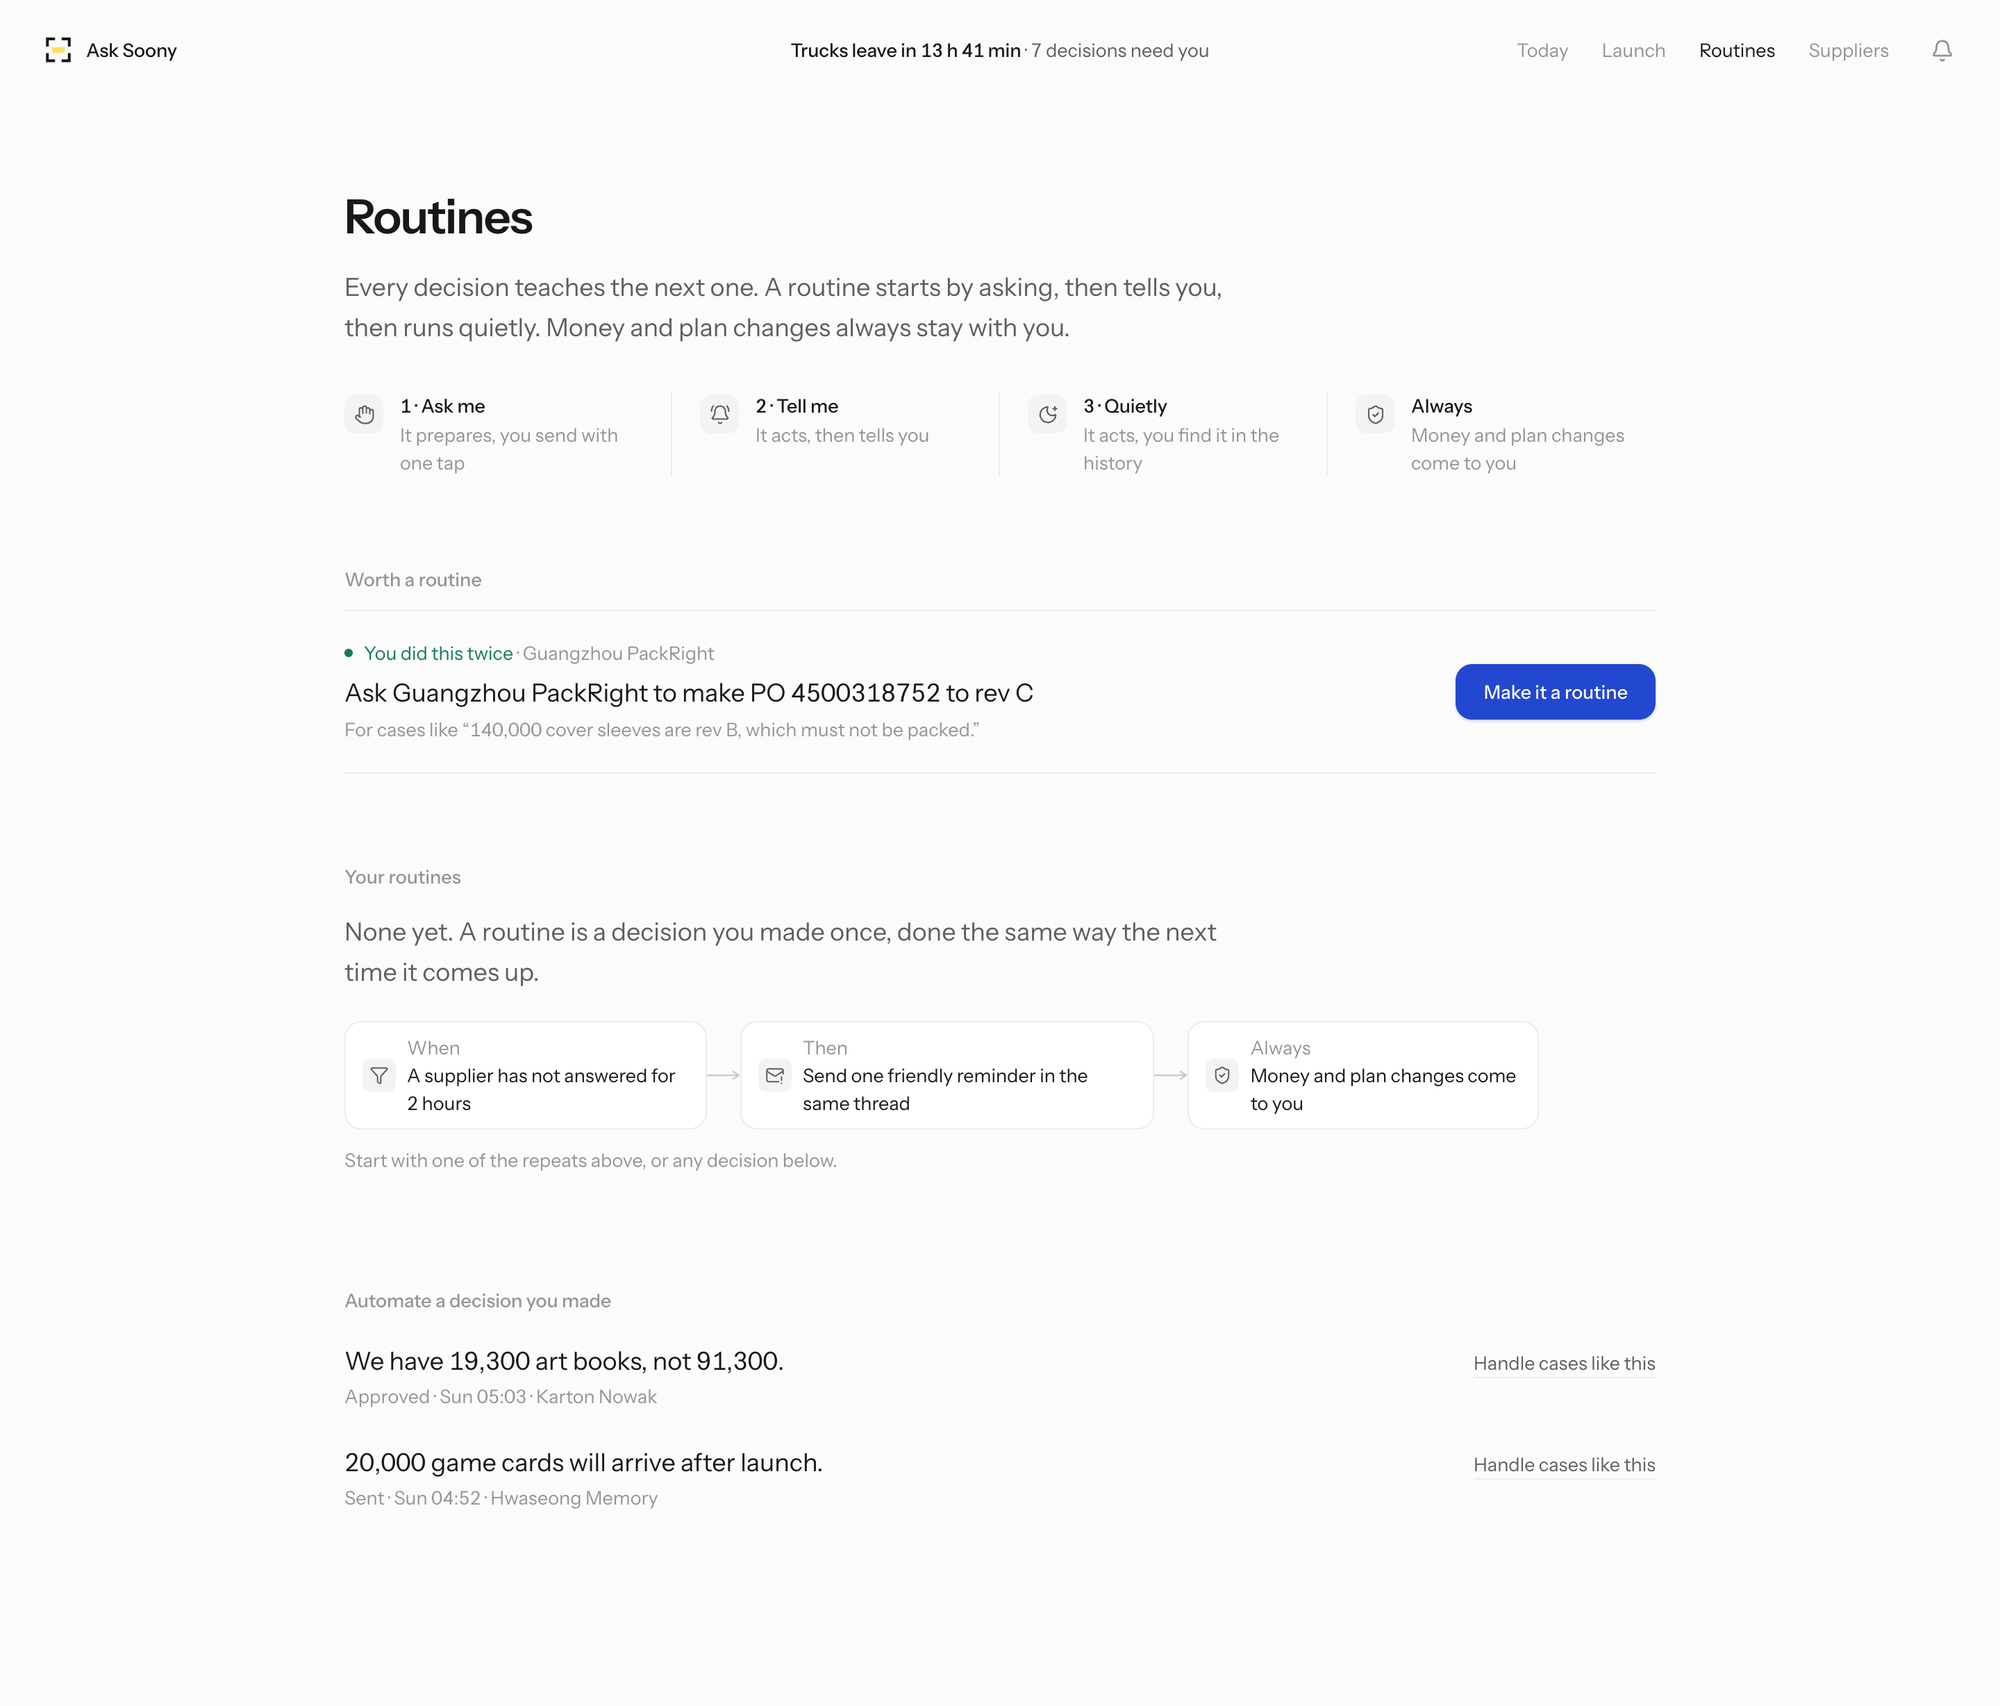 Ask Soony
Trucks leave in 13 h 41 min · 7 decisions need you
Today
Launch
Routines
Suppliers
Routines
Every decision teaches the next one. A routine starts by asking, then tells you,
then runs quietly. Money and plan changes always stay with you.
1 · Ask me
It prepares, you send with
one tap
2 · Tell me
It acts, then tells you
3 · Quietly
It acts, you find it in the
history
Always
Money and plan changes
come to you
Worth a routine
You did this twice · Guangzhou PackRight
Ask Guangzhou PackRight to make PO 4500318752 to rev C
For cases like “140,000 cover sleeves are rev B, which must not be packed.”
Make it a routine
Your routines
None yet. A routine is a decision you made once, done the same way the next
time it comes up.
When
A supplier has not answered for
2 hours
Then
Send one friendly reminder in the
same thread
Always
Money and plan changes come
to you
Start with one of the repeats above, or any decision below.
Automate a decision you made
We have 19,300 art books, not 91,300.
Approved · Sun 05:03 · Karton Nowak
Handle cases like this
20,000 game cards will arrive after launch.
Sent · Sun 04:52 · Hwaseong Memory
Handle cases like this